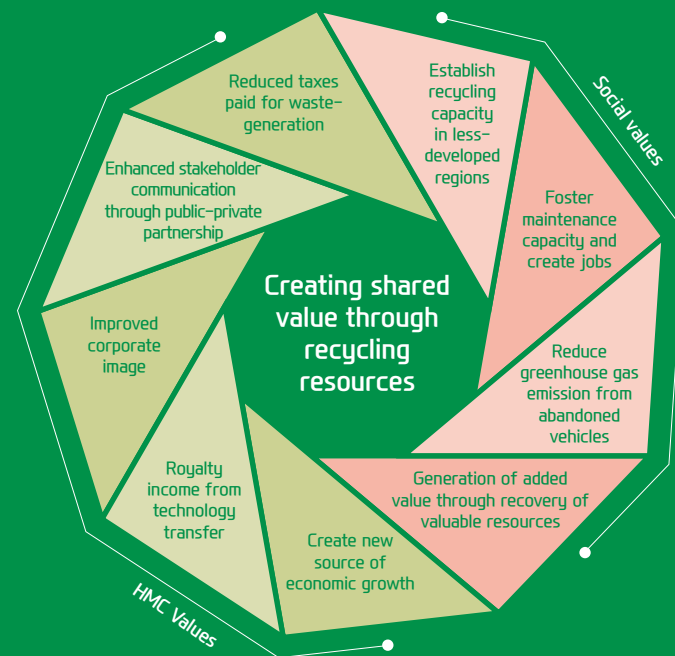 Creating shared
value through
recycling
resources
Social values
Establish
recycling
capacity
in less-
developed
regions
Foster
maintenance
capacity and
create jobs
Reduce
greenhouse gas
emission from
abandoned
vehicles
Generation of added
value through recovery of
valuable resources
HMC Values
Create new
source of
economic growth
Royalty
income from
technology
transfer
Improved
corporate
image
Enhanced stakeholder
communication
through public-private
partnership
Reduced taxes
paid for waste-
generation